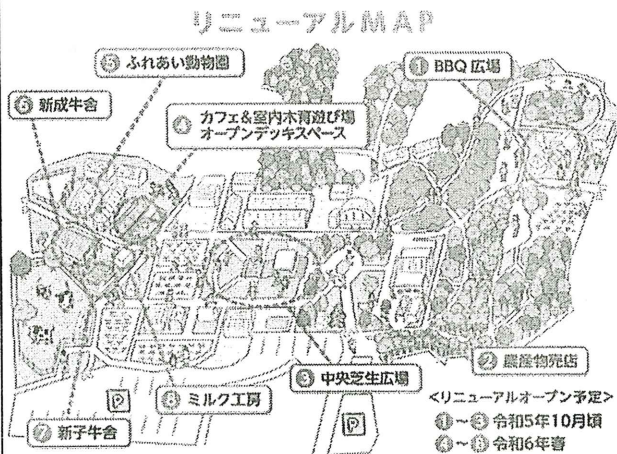 リニューアルMAP
⑤ ふれあい動物園
① BBQ 広場
⑥ 新成牛舎
④ カフェ&室内木育遊び場
オープンデッキスペース
② 農産物売店
③ 中央芝生広場
⑧ ミルク工房
⑦ 新子牛舎
P
P
<リニューアルオープン予定>
①~③ 令和5年10月頃
④~⑧ 令和6年春